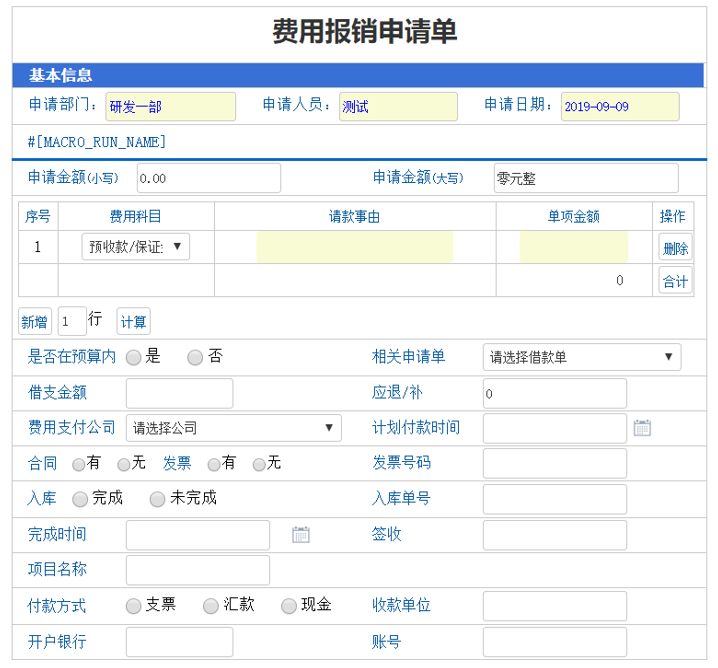 费用报销申请单
基本信息
申请部门： 研发一部 申请人员： 测试 申请日期： 2019-09-09
#[MACRO_RUN_NAME]
申请金额(小写) 0.00 申请金额(大写) 零元整
序号 费用科目 请款事由 单项金额 操作
1 预收款/保证: 删除
0 合计
新增 1 行 计算
是否在预算内 是 否 相关申请单 请选择借款单
借支金额 应退/补 0
费用支付公司 请选择公司 计划付款时间
合同 有 无 发票 有 无 发票号码
入库 完成 未完成 入库单号
完成时间 签收
项目名称
付款方式 支票 汇款 现金 收款单位
开户银行 账号